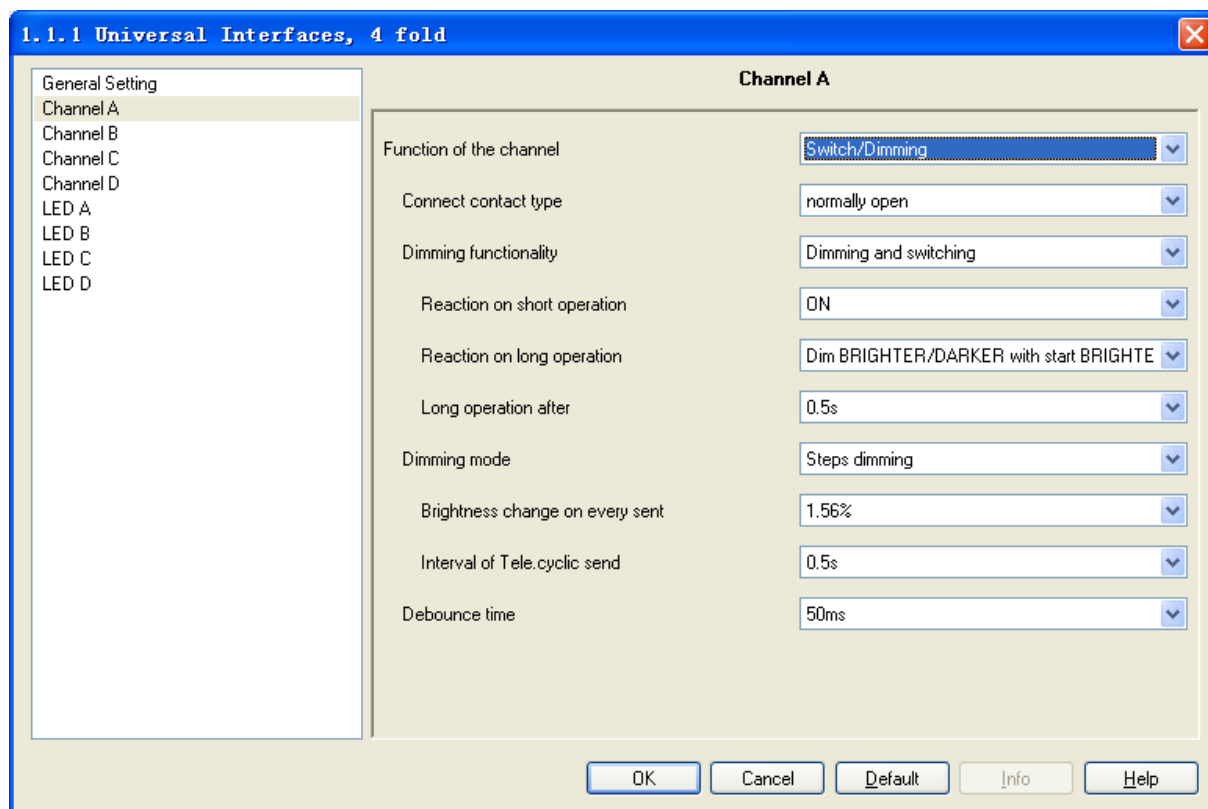 1.1.1 Universal Interfaces, 4 fold
General Setting
Channel A
Channel B
Channel C
Channel D
LED A
LED B
LED C
LED D
Channel A
Function of the channel Switch/Dimming
Connect contact type normally open
Dimming functionality Dimming and switching
Reaction on short operation ON
Reaction on long operation Dim BRIGHTER/DARKER with start BRIGHTE
Long operation after 0.5s
Dimming mode Steps dimming
Brightness change on every sent 1.56%
Interval of Tele.cyclic send 0.5s
Debounce time 50ms
OK Cancel Default Info Help